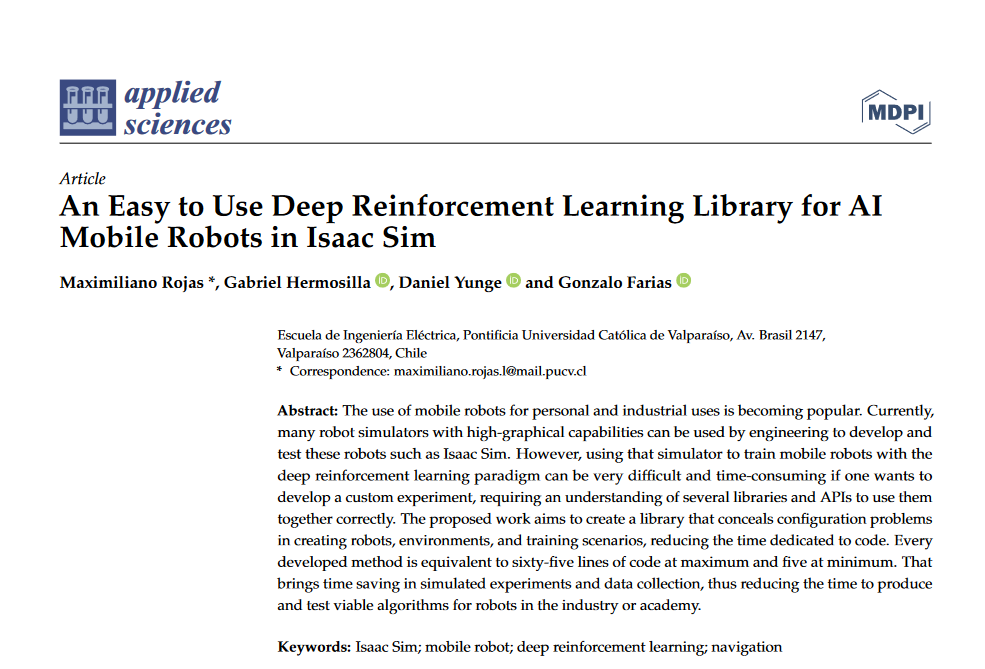 applied
sciences
MDPI
Article
An Easy to Use Deep Reinforcement Learning Library for AI
Mobile Robots in Isaac Sim
Maximiliano Rojas *, Gabriel Hermosilla iD, Daniel Yunge iD and Gonzalo Farias iD
Escuela de Ingeniería Eléctrica, Pontificia Universidad Católica de Valparaíso, Av. Brasil 2147,
Valparaíso 2362804, Chile
* Correspondence: maximiliano.rojas.l@mail.pucv.cl
Abstract: The use of mobile robots for personal and industrial uses is becoming popular. Currently,
many robot simulators with high-graphical capabilities can be used by engineering to develop and
test these robots such as Isaac Sim. However, using that simulator to train mobile robots with the
deep reinforcement learning paradigm can be very difficult and time-consuming if one wants to
develop a custom experiment, requiring an understanding of several libraries and APIs to use them
together correctly. The proposed work aims to create a library that conceals configuration problems
in creating robots, environments, and training scenarios, reducing the time dedicated to code. Every
developed method is equivalent to sixty-five lines of code at maximum and five at minimum. That
brings time saving in simulated experiments and data collection, thus reducing the time to produce
and test viable algorithms for robots in the industry or academy.
Keywords: Isaac Sim; mobile robot; deep reinforcement learning; navigation